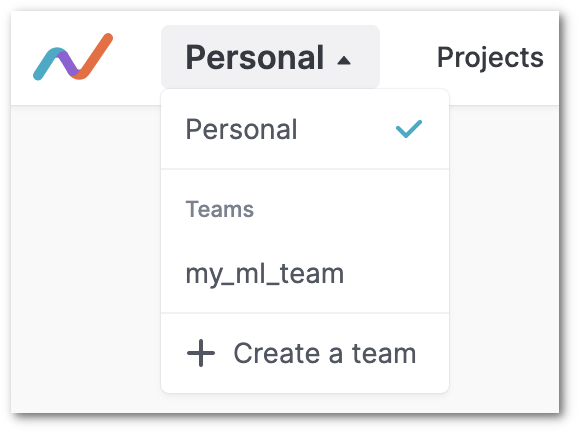 Personal
Projects
Personal
Teams
my_ml_team
Create a team